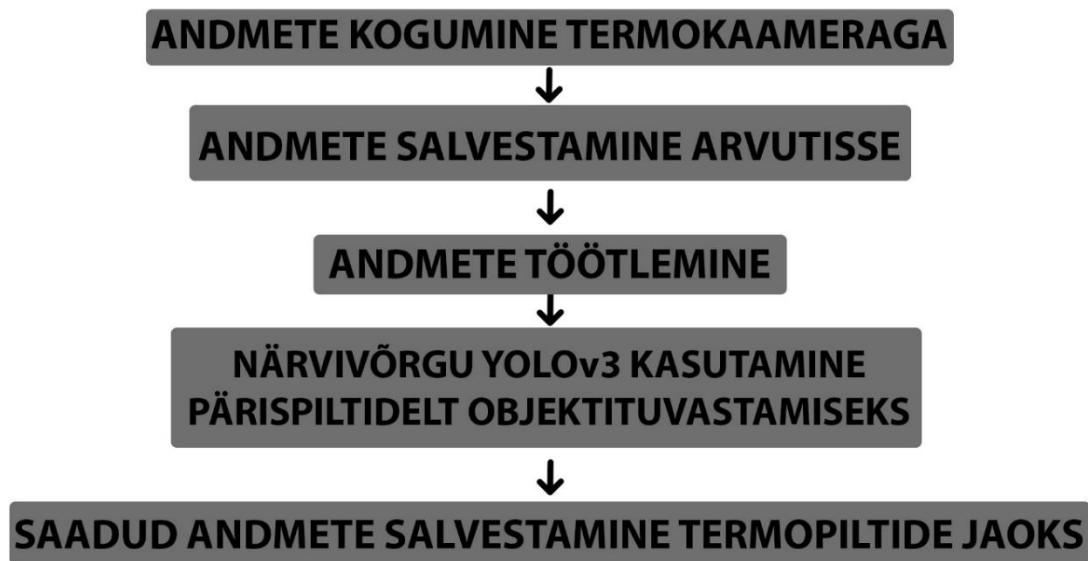 ANDMETE KOGUMINE TERMOKAAMERAGA
ANDMETE SALVESTAMINE ARVUTISSE
ANDMETE TÖÖTLEMINE
NÄRVIVÕRGU YOLOv3 KASUTAMINE
PÄRISPILTIDELT OBJEKTITUVASTAMISEKS
SAADUD ANDMETE SALVESTAMINE TERMOPILTIDE JAOKS